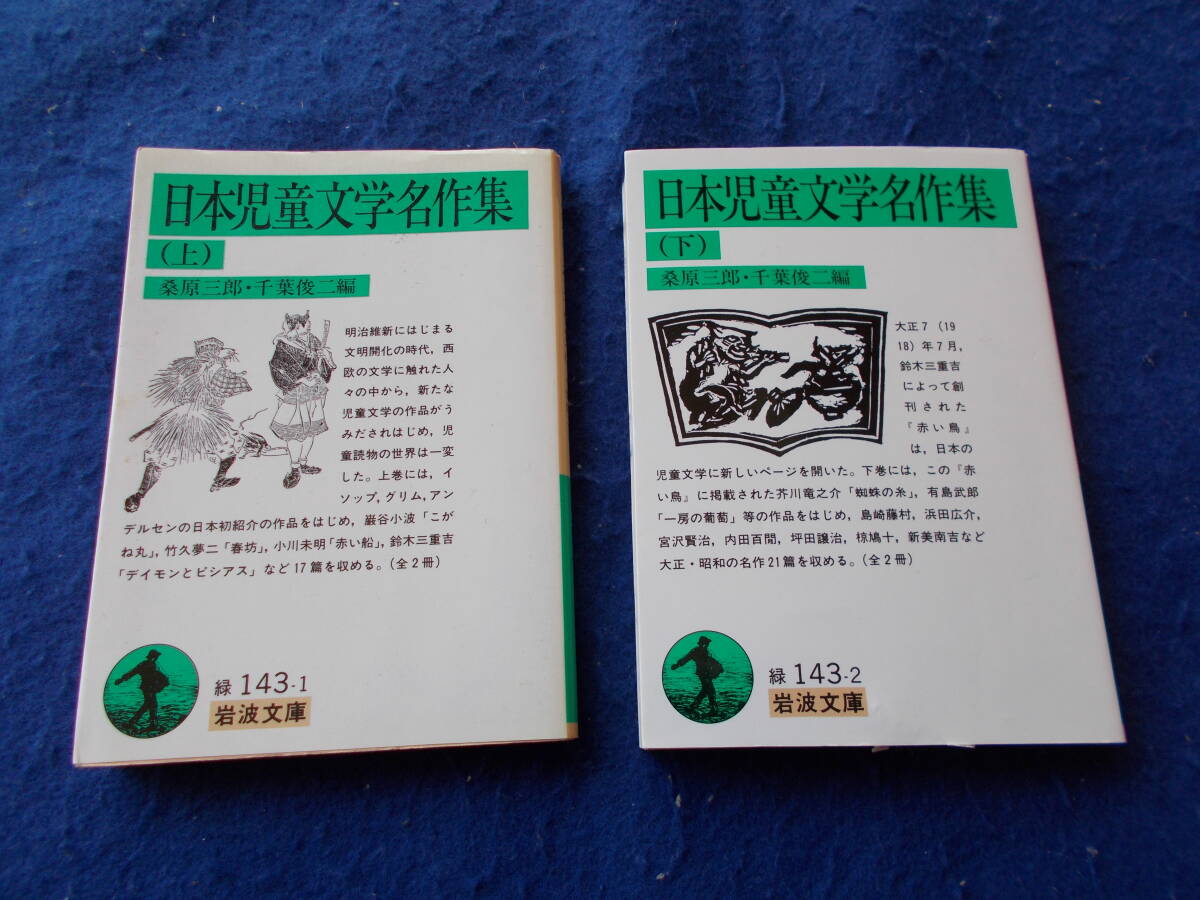 日本児童文学名作集
(上)
桑原三郎・千葉俊二編
明治維新にはじまる
文明開化の時代，西
欧の文学に触れた人
々の中から，新たな
児童文学の作品がう
みだされはじめ，児
童読物の世界は一変
した。上巻には，イ
ソップ，グリム，アン
デルセンの日本初紹介の作品をはじめ，巌谷小波「こが
ね丸」，竹久夢二「春坊」，小川未明「赤い船」，鈴木三重吉
「デイモンとピシアス」など17篇を収める。（全2冊）
緑 143-1
岩波文庫
日本児童文学名作集
(下)
桑原三郎・千葉俊二編
大正7（19
18）年7月，
鈴木三重吉
によって創
刊された
『赤い鳥』
は，日本の
児童文学に新しいページを開いた。下巻には，この『赤
い鳥』に掲載された芥川竜之介「蜘蛛の糸」，有島武郎
「一房の葡萄」等の作品をはじめ，島崎藤村，浜田広介，
宮沢賢治，内田百閒，坪田譲治，椋鳩十，新美南吉など
大正・昭和の名作21篇を収める。（全2冊）
緑 143-2
岩波文庫